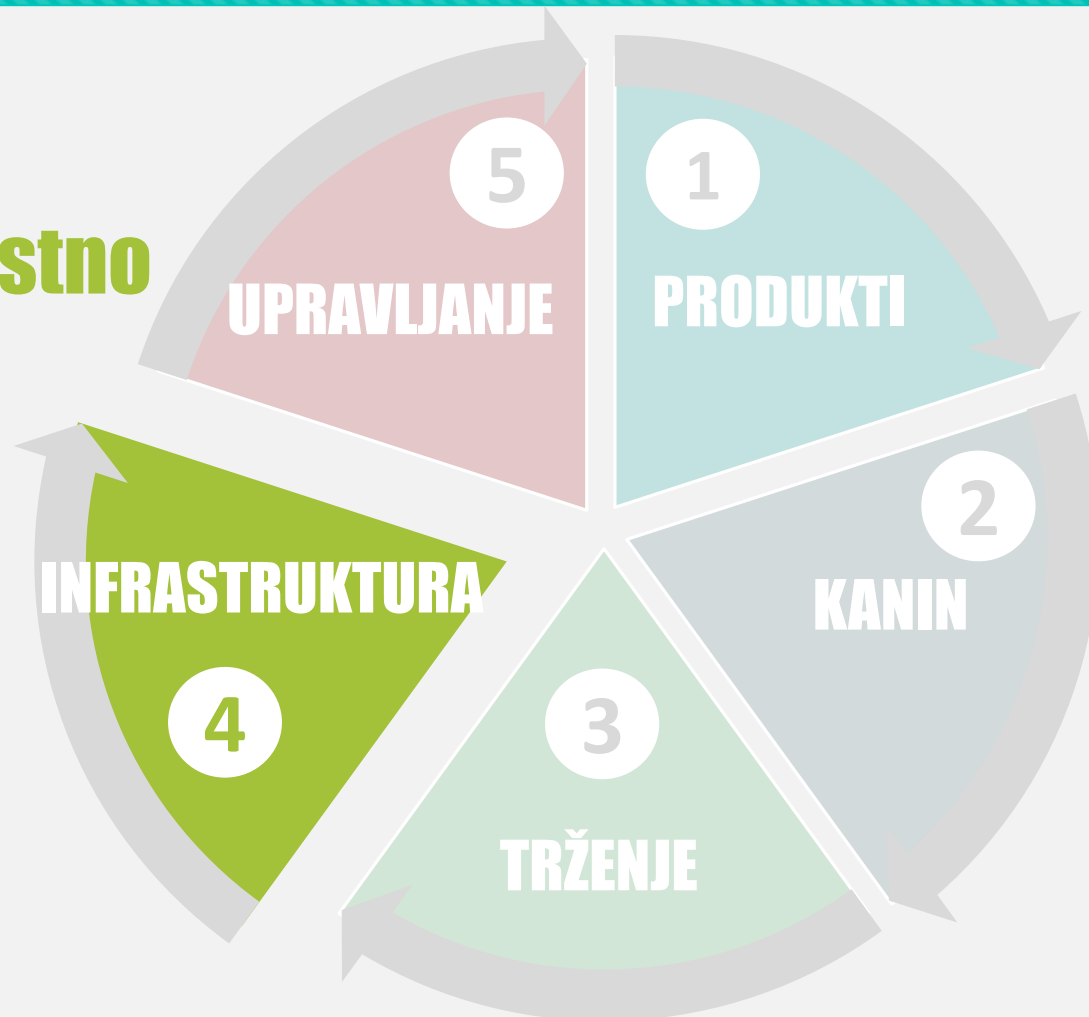 stno
5
UPRAVLJANJE
1
PRODUKTI
2
KANIN
3
TRŽENJE
4
INFRASTRUKTURA